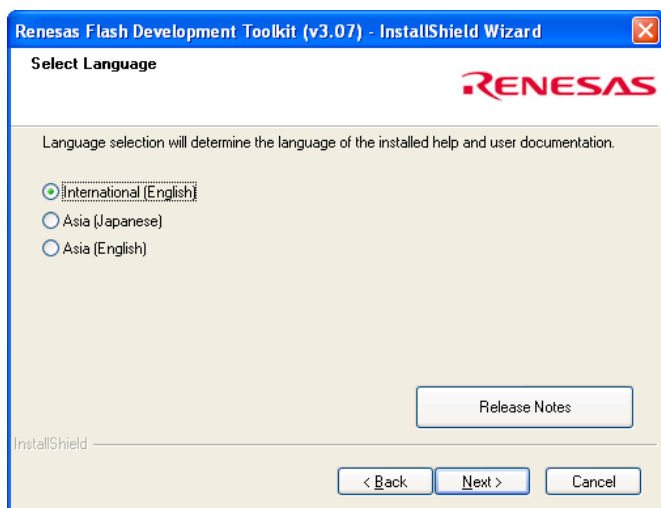 Renesas Flash Development Toolkit (v3.07) - InstallShield Wizard
Select Language
RENESAS
Language selection will determine the language of the installed help and user documentation.
International (English)
Asia (Japanese)
Asia (English)
Release Notes
InstallShield
< Back Next > Cancel